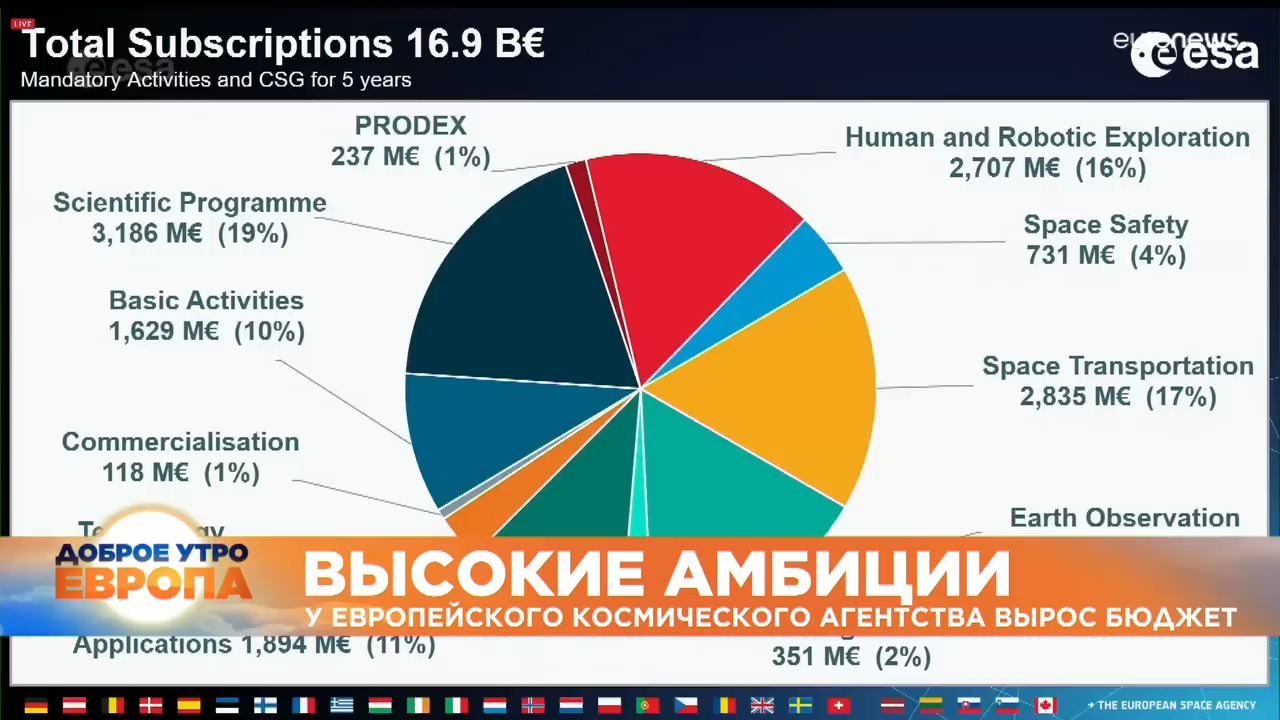 LIVE
Total Subscriptions 16.9 B€
Mandatory Activities and CSG for 5 years
euronews.
esa
PRODEX
237 M€ (1%)
Human and Robotic Exploration
2,707 M€ (16%)
Scientific Programme
3,186 M€ (19%)
Space Safety
731 M€ (4%)
Basic Activities
1,629 M€ (10%)
Space Transportation
2,835 M€ (17%)
Commercialisation
118 M€ (1%)
Earth Observation
ДОБРОЕ УТРО
ЕВРОПА
ВЫСОКИЕ АМБИЦИИ
У ЕВРОПЕЙСКОГО КОСМИЧЕСКОГО АГЕНТСТВА ВЫРОС БЮДЖЕТ
Applications 1,894 M€ (11%)
351 M€ (2%)
→ THE EUROPEAN SPACE AGENCY